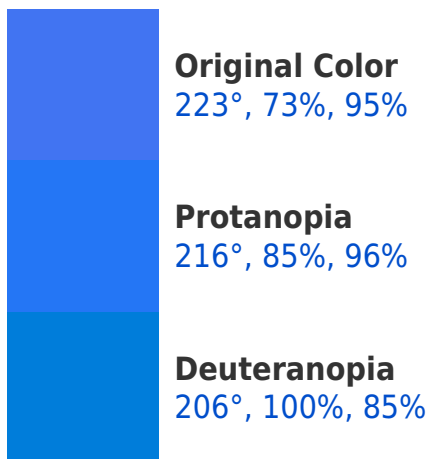 Original Color
223°, 73%, 95%
Protanopia
216°, 85%, 96%
Deuteranopia
206°, 100%, 85%